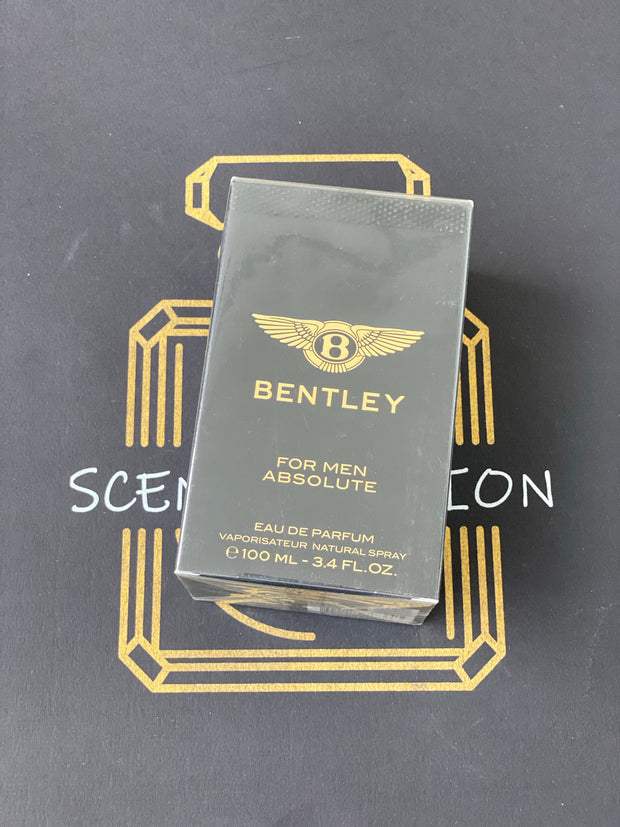 B
BENTLEY
FOR MEN
ABSOLUTE
EAU DE PARFUM
VAPORISATEUR NATURAL SPRAY
℮ 100 ML - 3.4 FL.OZ.
SCEN ION